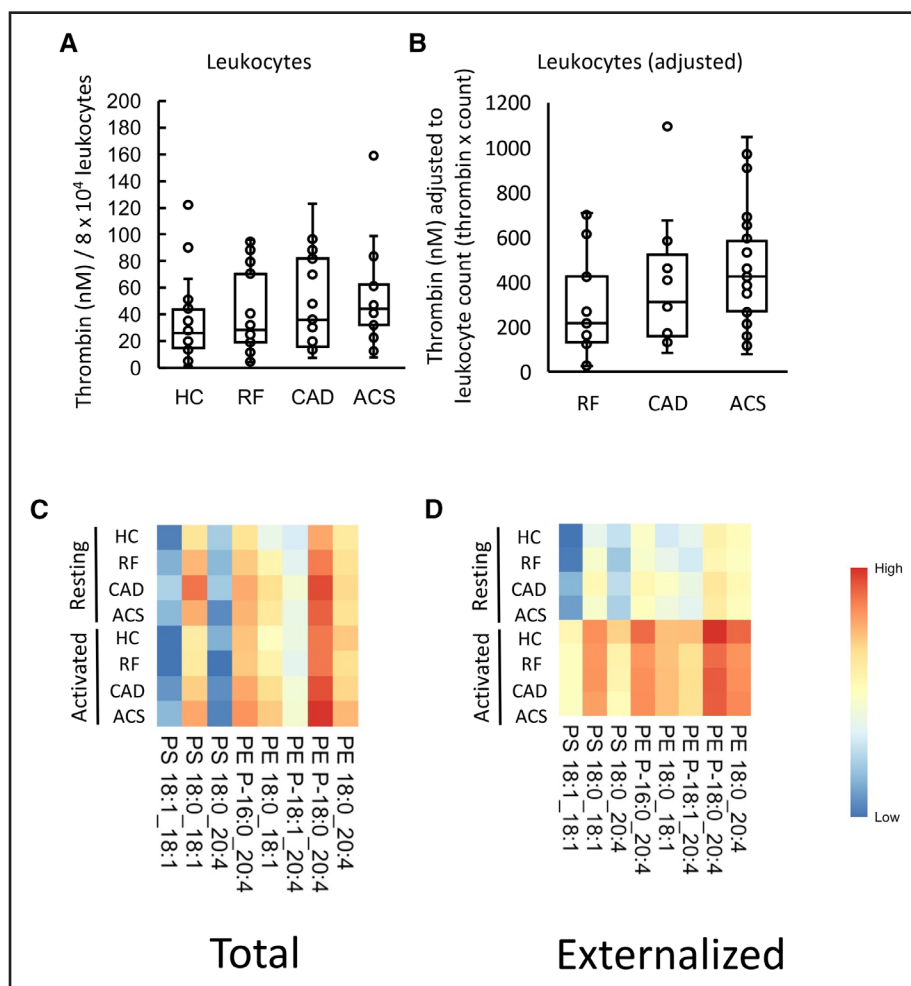 A
Leukocytes
Thrombin (nM) / 8 x 10⁴ leukocytes
200
180
160
140
120
100
80
60
40
20
0
HC RF CAD ACS
B
Leukocytes (adjusted)
Thrombin (nM) adjusted to
leukocyte count (thrombin x count)
1200
1000
800
600
400
200
0
RF CAD ACS
C
Resting
HC
RF
CAD
ACS
Activated
HC
RF
CAD
ACS
PS 18:1_18:1
PS 18:0_18:1
PS 18:0_20:4
PE P-16:0_20:4
PE 18:0_18:1
PE P-18:1_20:4
PE P-18:0_20:4
PE 18:0_20:4
Total
D
Resting
HC
RF
CAD
ACS
Activated
HC
RF
CAD
ACS
PS 18:1_18:1
PS 18:0_18:1
PS 18:0_20:4
PE P-16:0_20:4
PE 18:0_18:1
PE P-18:1_20:4
PE P-18:0_20:4
PE 18:0_20:4
Externalized
High
Low